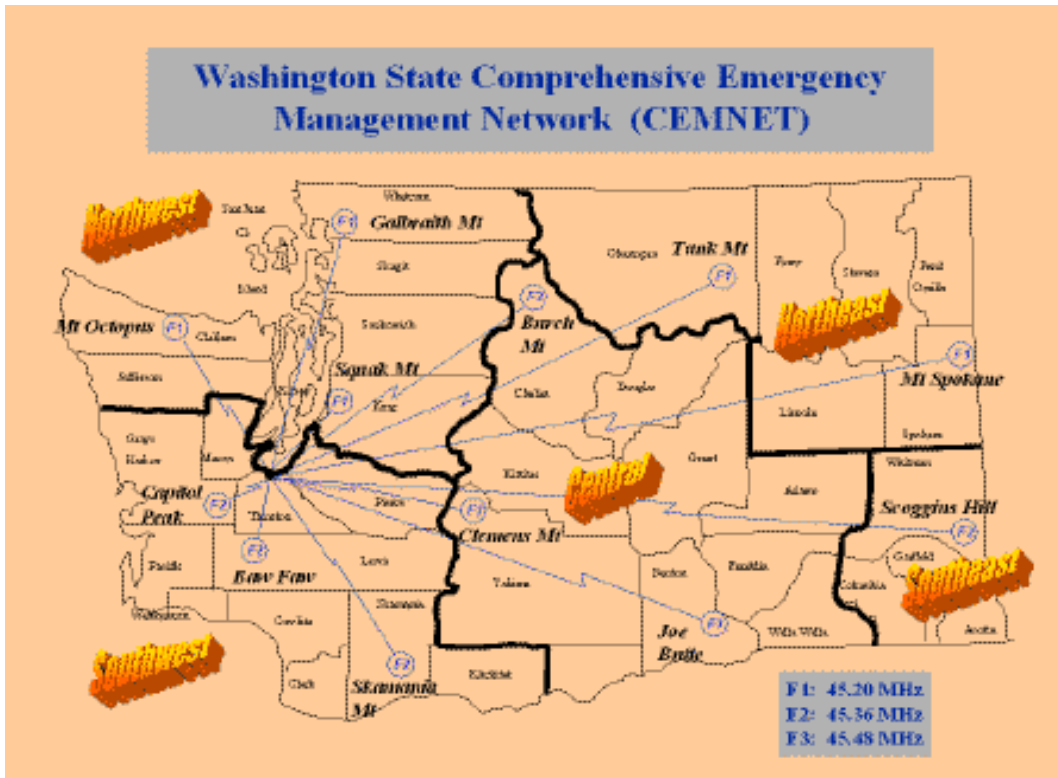 Washington State Comprehensive Emergency
Management Network (CEMNET)
Northwest
San Juan
Whatcom
F1
Galbraith Mt
Skagit
Island
Okanogan
Tank Mt
F1
Ferry
Stevens
Pend
Oreille
Mt Octopus
F1
Clallam
Snohomish
F2
Burch
Mt
Northeast
Jefferson
Squak Mt
F1
King
Chelan
Douglas
F1
Mt Spokane
Lincoln
Spokane
Grays
Harbor
Mason
Kittitas
Central
Grant
Adams
Whitman
Capitol
Peak
F2
Thurston
Pierce
Clemens Mt
Scoggins Hill
F2
F2
Baw Faw
Lewis
Pacific
Yakima
Benton
Franklin
Garfield
Columbia
Southeast
Asotin
Wahkiakum
Cowlitz
Skamania
Joe
Butte
F3
Walla Walla
Southwest
Clark
Skamania
Mt
Klickitat
F1: 45.20 MHz
F2: 45.36 MHz
F3: 45.48 MHz